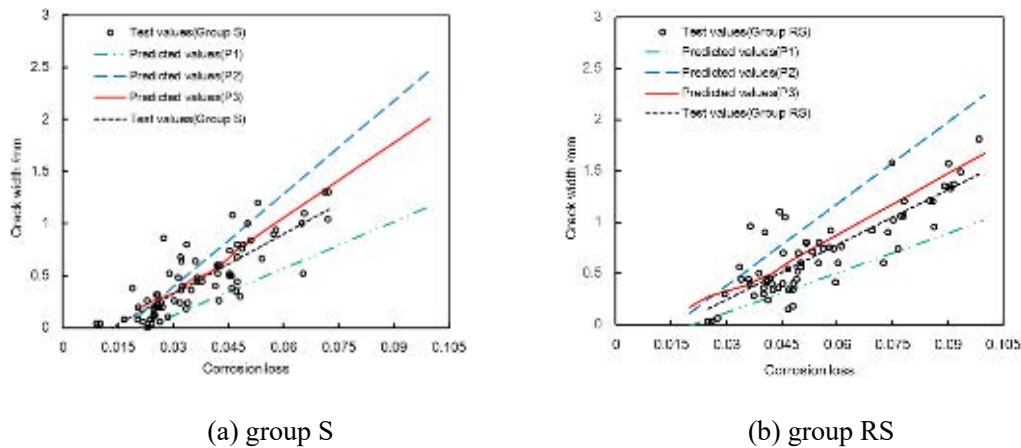 3
2.5
2
1.5
1
0.5
0
Crack width /mm
Test values(Group S)
Predicted values(P1)
Predicted values(P2)
Predicted values(P3)
Test values(Group S)
0 0.015 0.03 0.045 0.06 0.075 0.09 0.105
Corrosion loss
(a) group S
3
2.5
2
1.5
1
0.5
0
Crack width /mm
Test values(Group RS)
Predicted values(P1)
Predicted values(P2)
Predicted values(P3)
Test values(Group RS)
0 0.015 0.03 0.045 0.06 0.075 0.09 0.105
Corrosion loss
(b) group RS